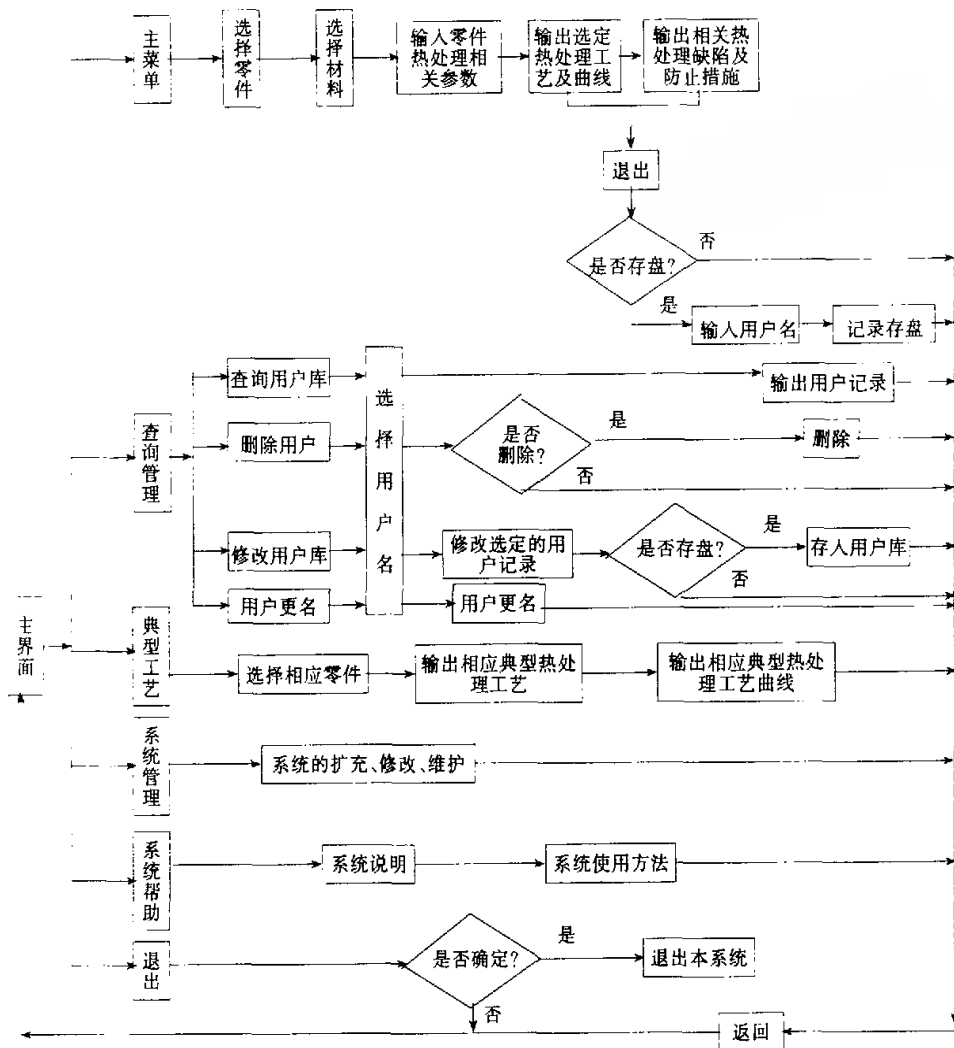 主菜单
选择零件
选择材料
输入零件
热处理相
关参数
输出选定
热处理工
艺及曲线
输出相关热
处理缺陷及
防止措施
退出
是否存盘?
否
是
输人用户名
记录存盘
查询管理
查询用户库
删除用户
修改用户库
用户更名
选择用户名
输出用户记录
是否
删除?
是
删除
否
修改选定的用
户记录
是否存盘?
是
存人用户库
否
用户更名
主界面
典型工艺
选择相应零件
输出相应典型热处
理工艺
输出相应典型热处
理工艺曲线
系统管理
系统的扩充、修改、维护
系统帮助
系统说明
系统使用方法
退出
是否确定?
是
退出本系统
否
返回